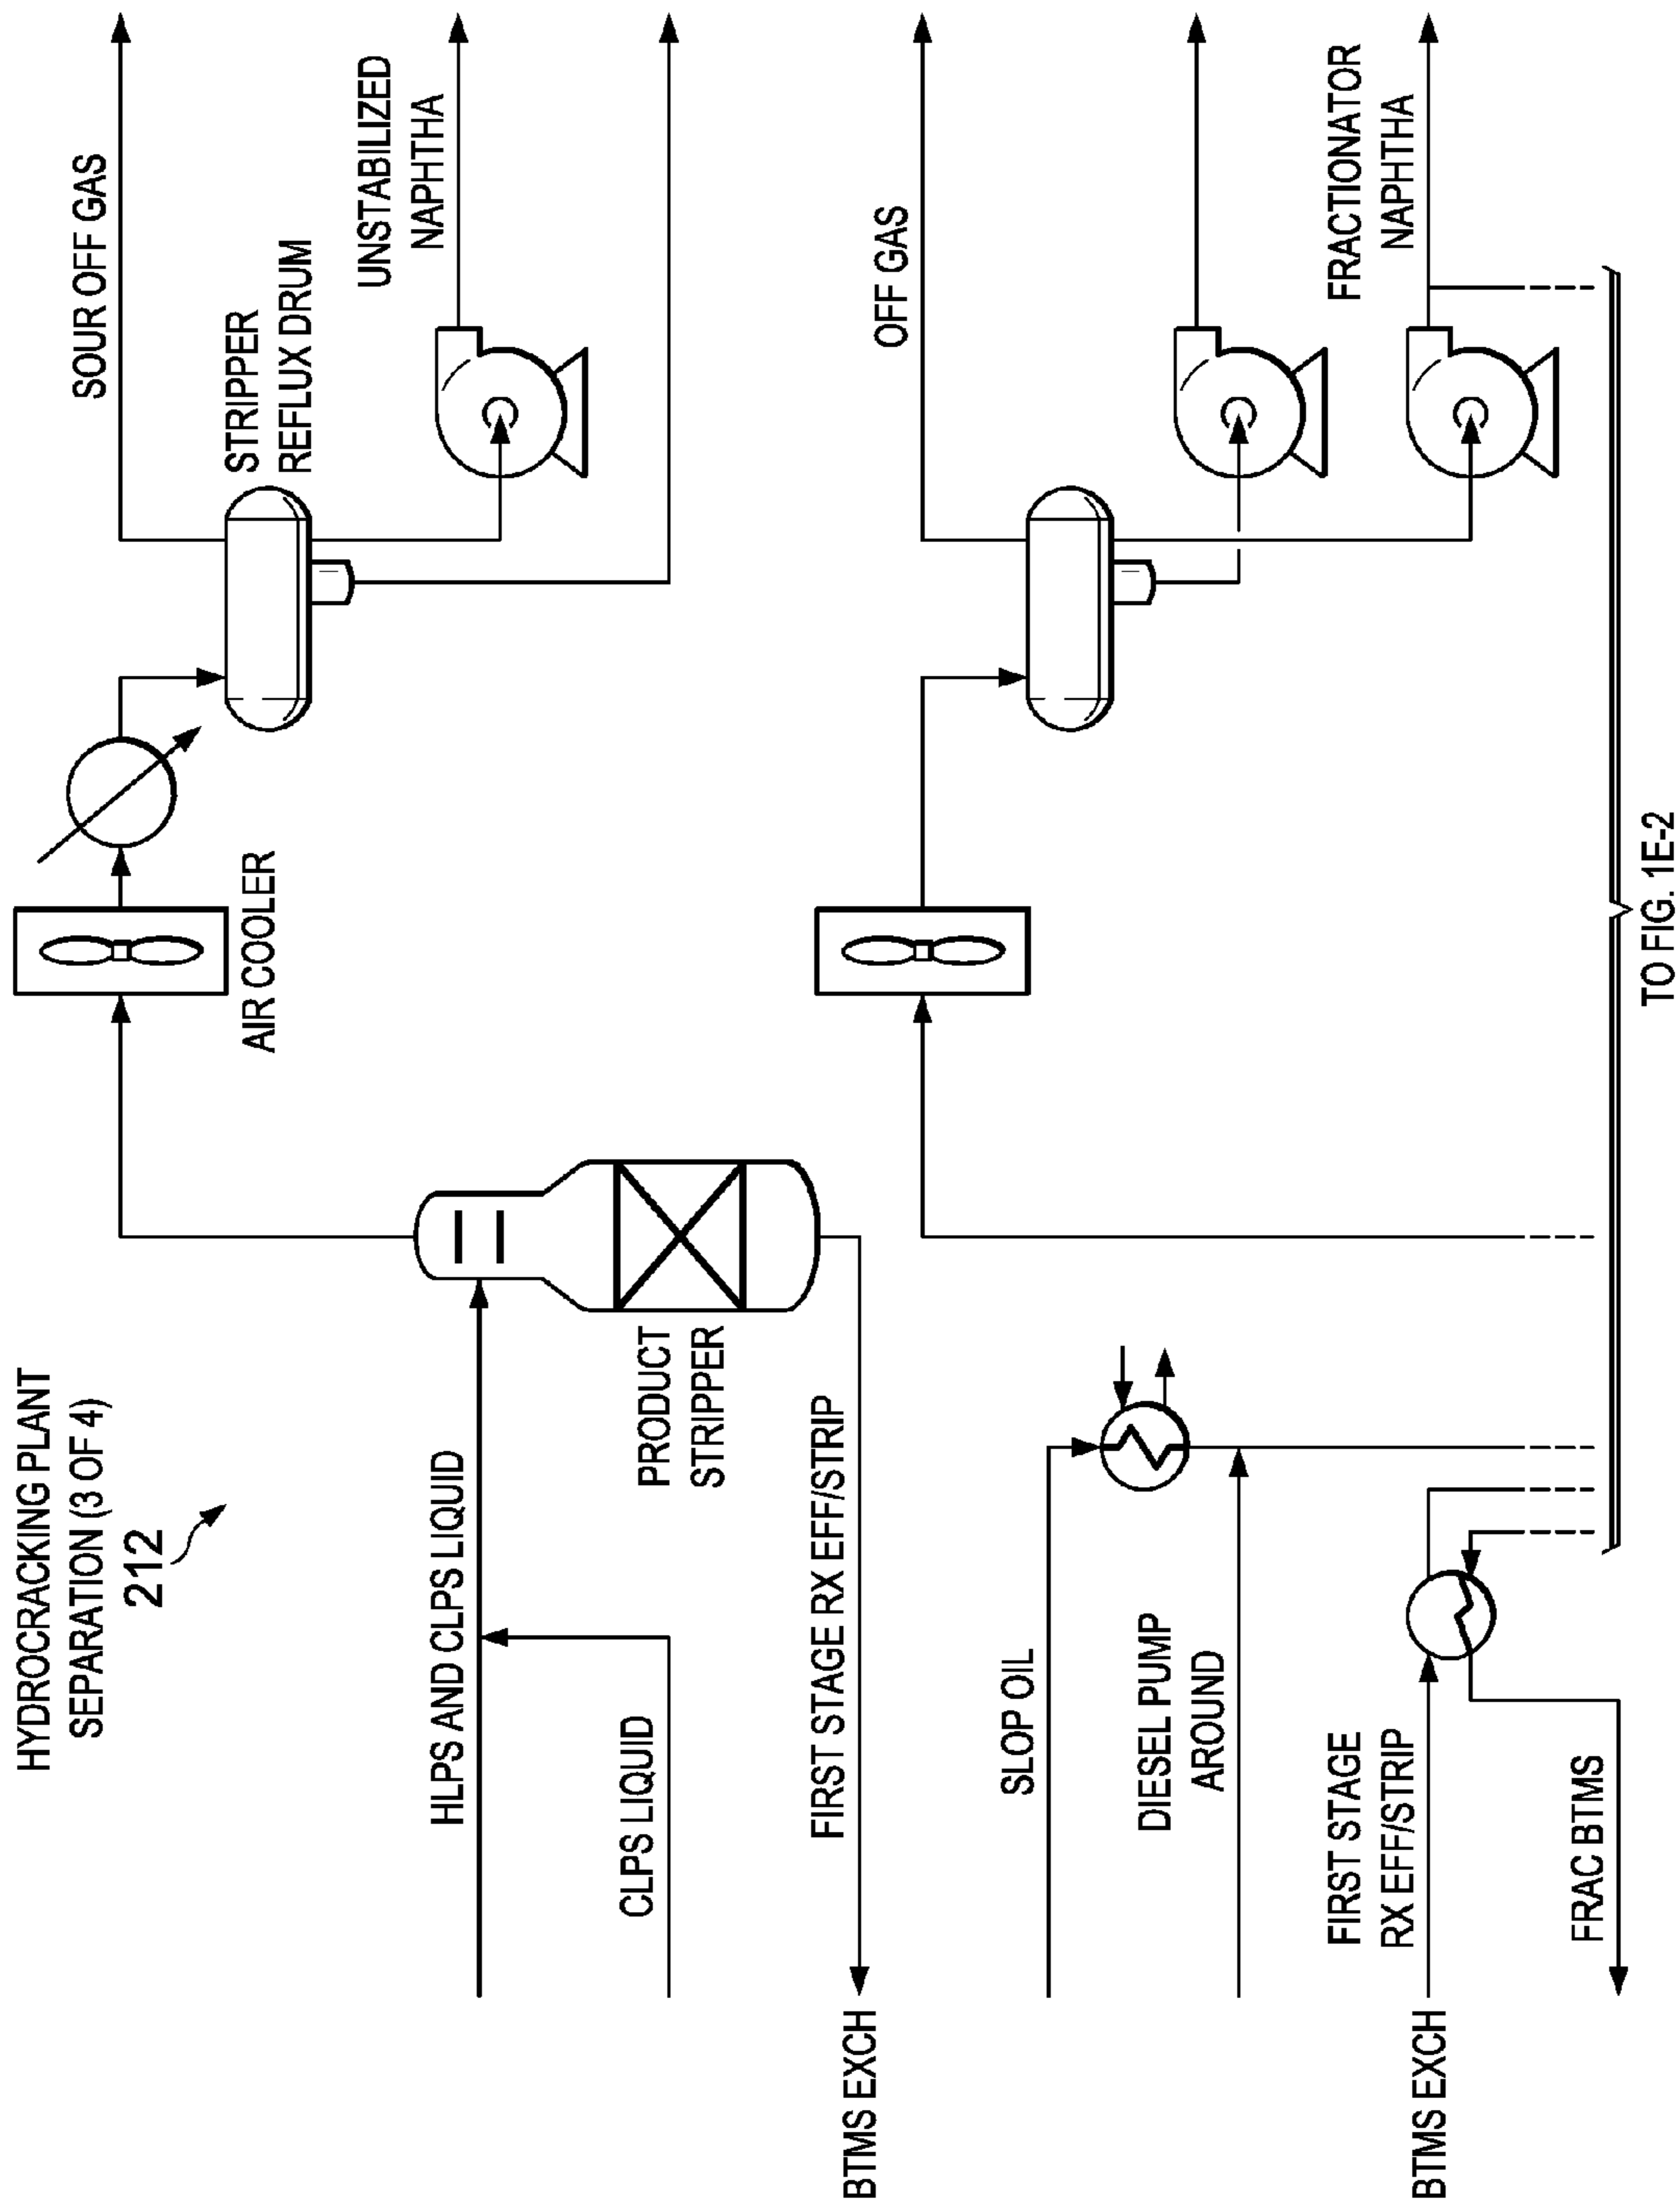 HYDROCRACKING PLANT
SEPARATION (3 OF 4)
212
HLPS AND CLPS LIQUID
CLPS LIQUID
FIRST STAGE RX EFF/STRIP
BTMS EXCH
PRODUCT
STRIPPER
AIR COOLER
SOUR OFF GAS
STRIPPER
REFLUX DRUM
UNSTABILIZED
NAPHTHA
SLOP OIL
DIESEL PUMP
AROUND
FIRST STAGE
RX EFF/STRIP
BTMS EXCH
FRAC BTMS
OFF GAS
FRACTIONATOR
NAPHTHA
TO FIG. 1E-2